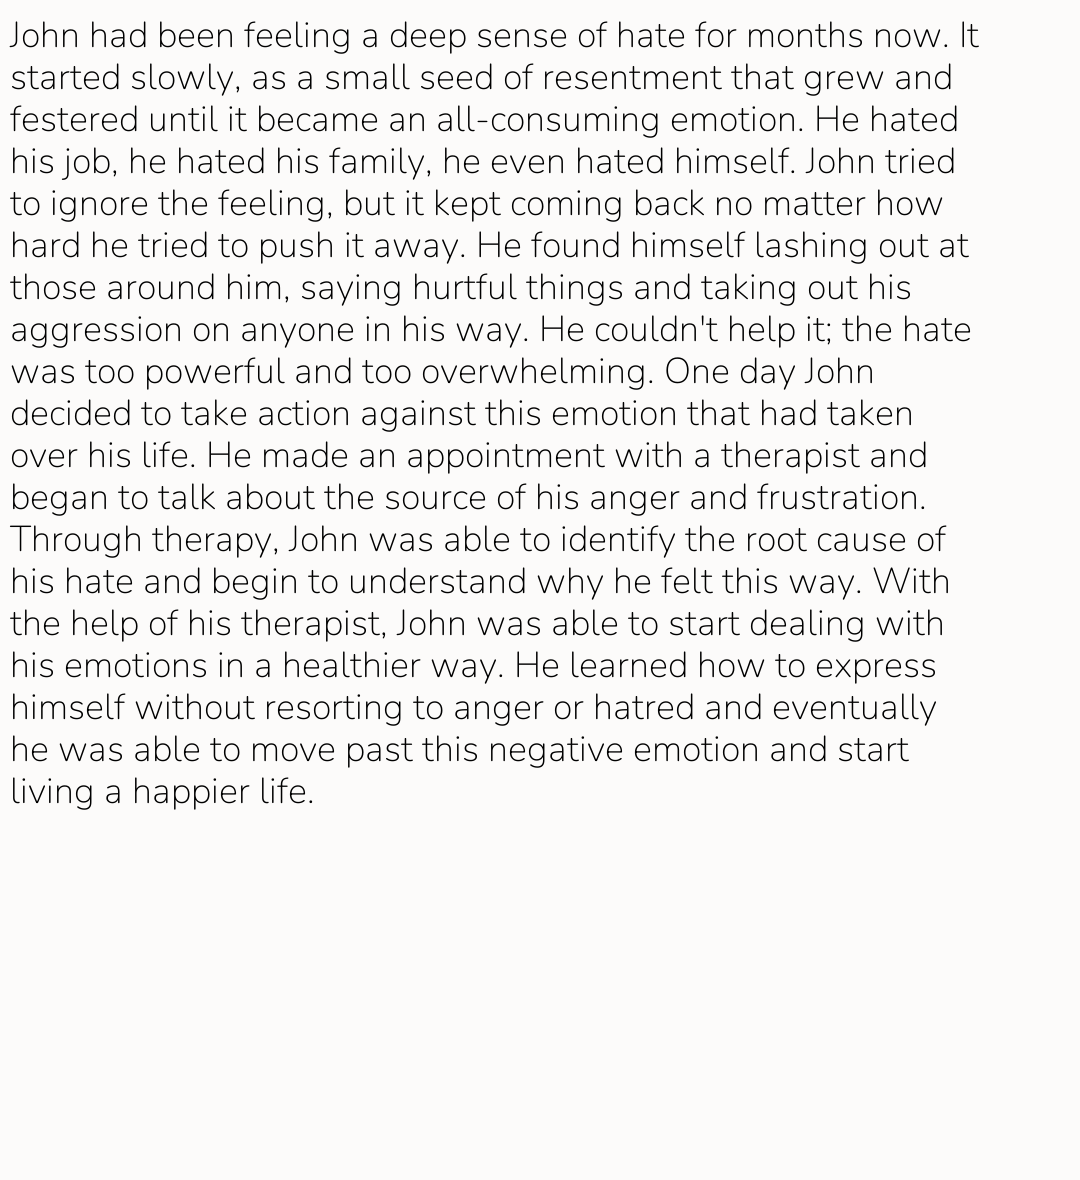 John had been feeling a deep sense of hate for months now. It
started slowly, as a small seed of resentment that grew and
festered until it became an all-consuming emotion. He hated
his job, he hated his family, he even hated himself. John tried
to ignore the feeling, but it kept coming back no matter how
hard he tried to push it away. He found himself lashing out at
those around him, saying hurtful things and taking out his
aggression on anyone in his way. He couldn't help it; the hate
was too powerful and too overwhelming. One day John
decided to take action against this emotion that had taken
over his life. He made an appointment with a therapist and
began to talk about the source of his anger and frustration.
Through therapy, John was able to identify the root cause of
his hate and begin to understand why he felt this way. With
the help of his therapist, John was able to start dealing with
his emotions in a healthier way. He learned how to express
himself without resorting to anger or hatred and eventually
he was able to move past this negative emotion and start
living a happier life.